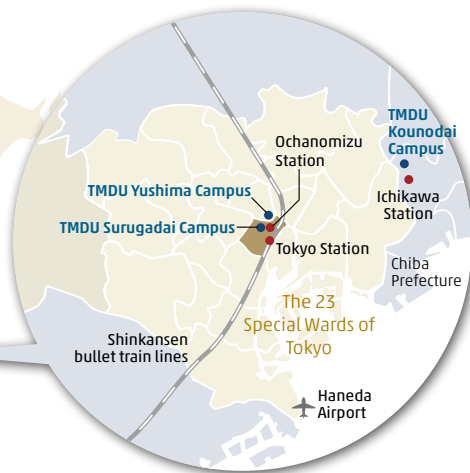 TMDU
Kounodai
Campus
Ochanomizu
Station
TMDU Yushima Campus
Ichikawa
Station
TMDU Surugadai Campus
Tokyo Station
Chiba
Prefecture
The 23
Special Wards of
Tokyo
Shinkansen
bullet train lines
Haneda
Airport